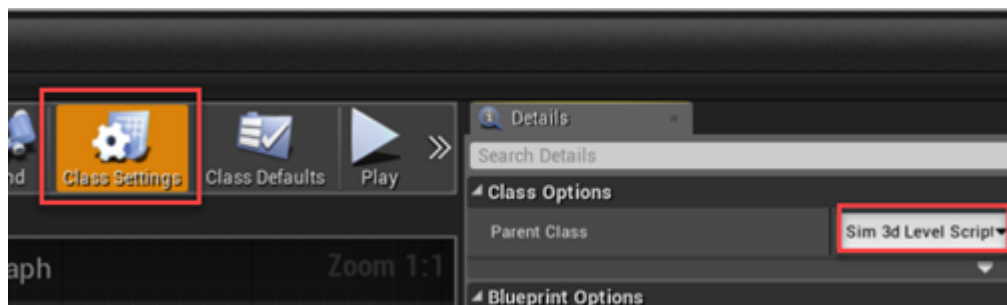 Details
Search Details
nd Class Settings Class Defaults Play
Class Options
Parent Class Sim 3d Level Script
aph Zoom 1:1
Blueprint Options